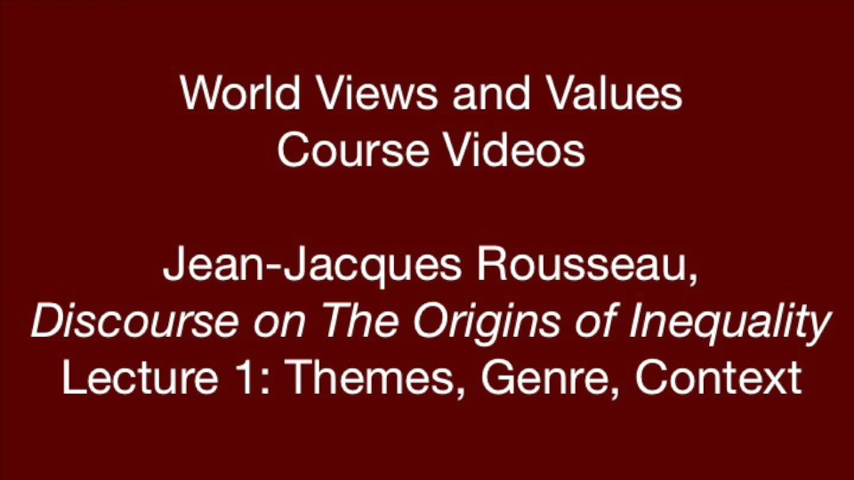 World Views and Values
Course Videos
Jean-Jacques Rousseau,
Discourse on The Origins of Inequality
Lecture 1: Themes, Genre, Context